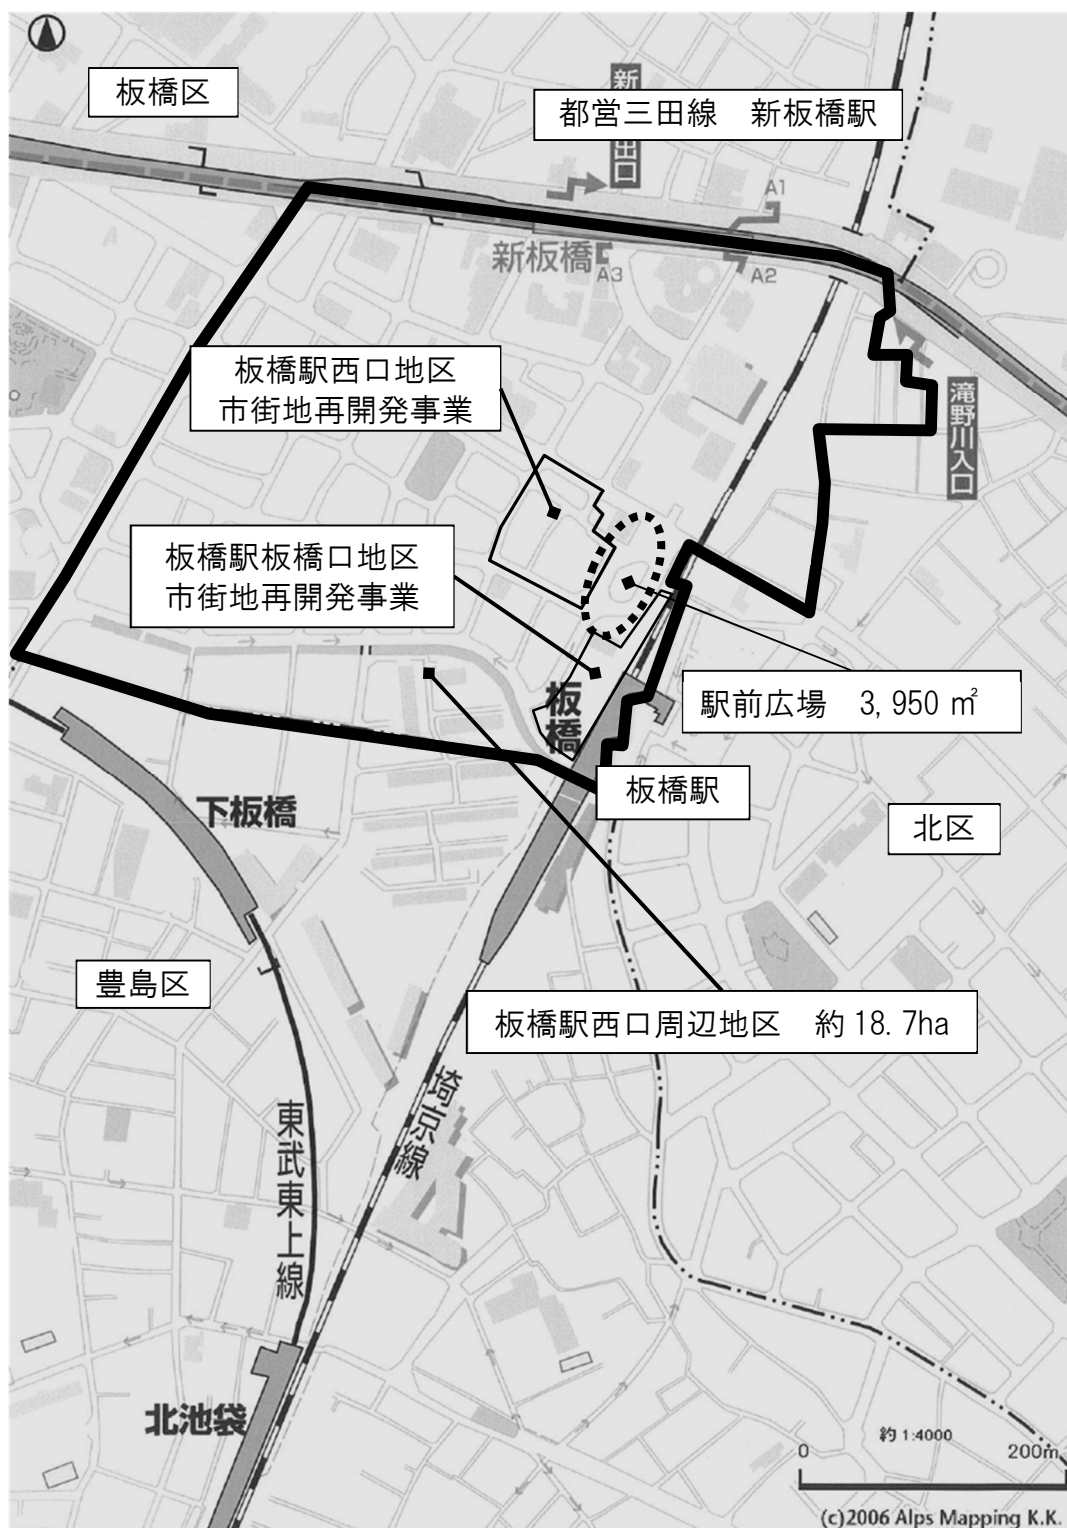 板橋区
都営三田線　新板橋駅
A1
新板橋
A3
A2
板橋駅西口地区
市街地再開発事業
滝野川入口
板橋駅板橋口地区
市街地再開発事業
板橋
駅前広場　3,950 ㎡
板橋駅
下板橋
北区
豊島区
板橋駅西口周辺地区　約 18.7ha
埼京線
東武東上線
北池袋
約 1:4000
0
200m
(c)2006 Alps Mapping K.K.